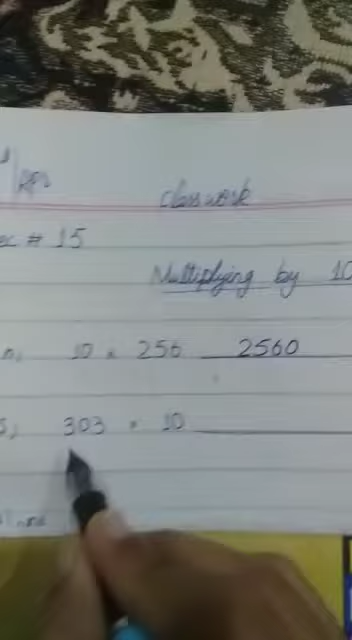 classwork
# 15
Multiplying by 10
10 × 256 2560
303 × 10